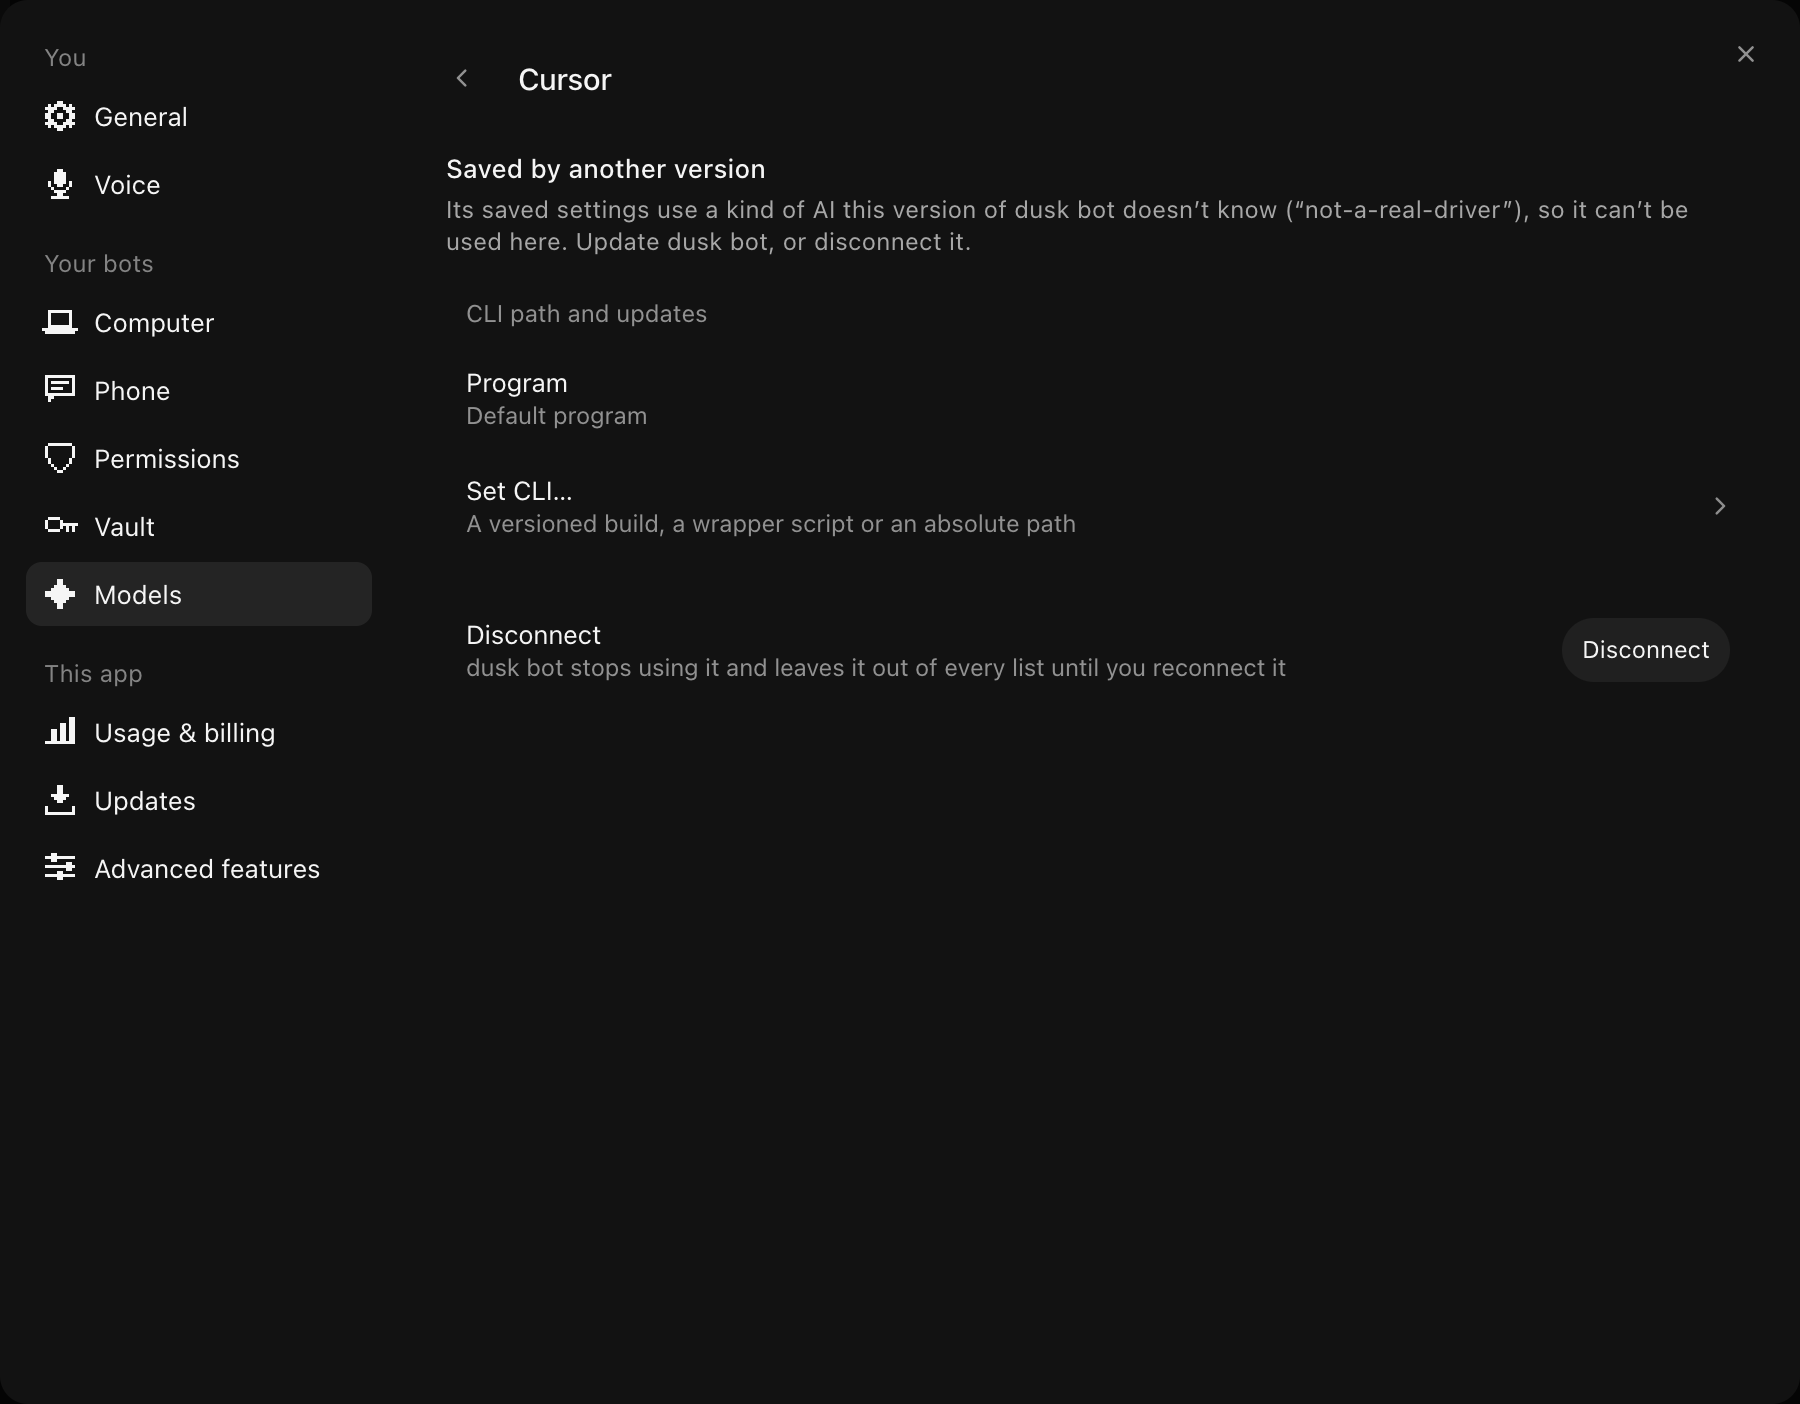 You
General
Voice
Your bots
Computer
Phone
Permissions
Vault
Models
This app
Usage & billing
Updates
Advanced features
Cursor
Saved by another version
Its saved settings use a kind of AI this version of dusk bot doesn’t know (“not-a-real-driver”), so it can’t be
used here. Update dusk bot, or disconnect it.
CLI path and updates
Program
Default program
Set CLI…
A versioned build, a wrapper script or an absolute path
Disconnect
dusk bot stops using it and leaves it out of every list until you reconnect it
Disconnect